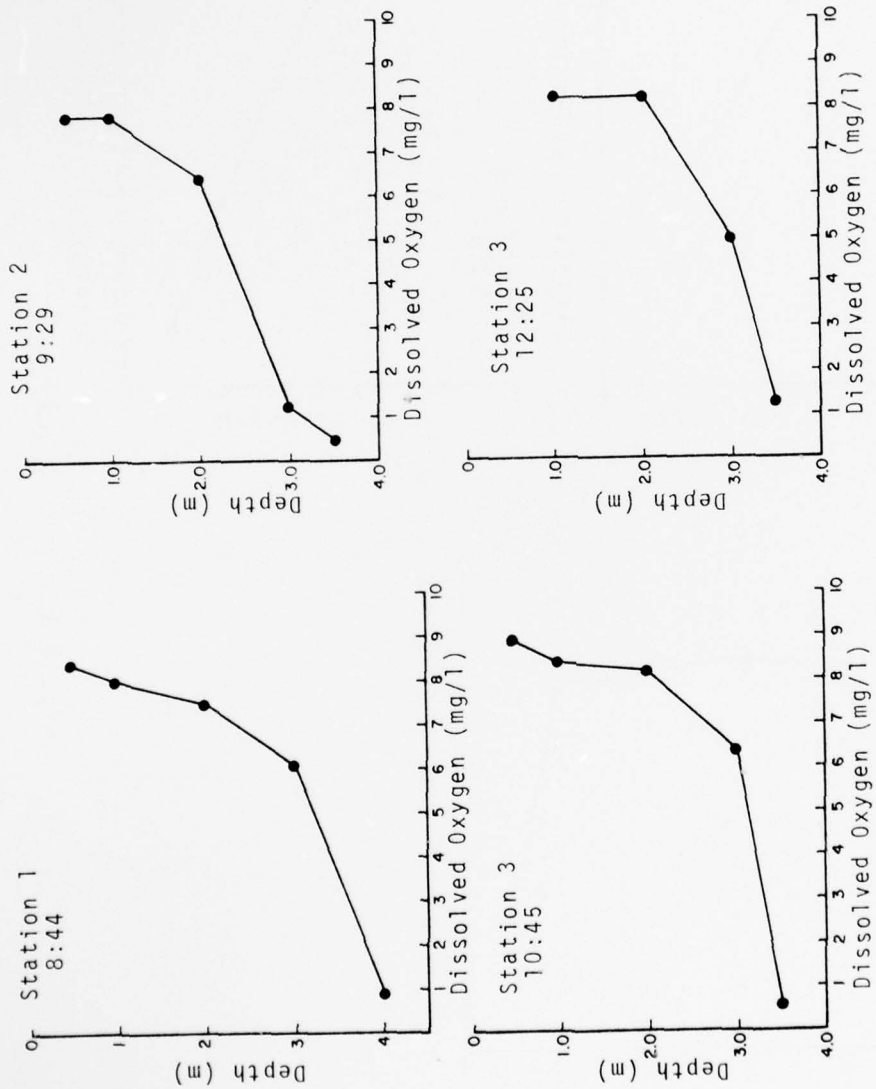 Station 1
8:44
0
1
2
3
4
Depth (m)
1 2 3 4 5 6 7 8 9 10
Dissolved Oxygen (mg/l)
Station 2
9:29
0
1.0
2.0
3.0
4.0
Depth (m)
1 2 3 4 5 6 7 8 9 10
Dissolved Oxygen (mg/l)
Station 3
10:45
0
1.0
2.0
3.0
4.0
Depth (m)
1 2 3 4 5 6 7 8 9 10
Dissolved Oxygen (mg/l)
Station 3
12:25
0
1.0
2.0
3.0
4.0
Depth (m)
1 2 3 4 5 6 7 8 9 10
Dissolved Oxygen (mg/l)